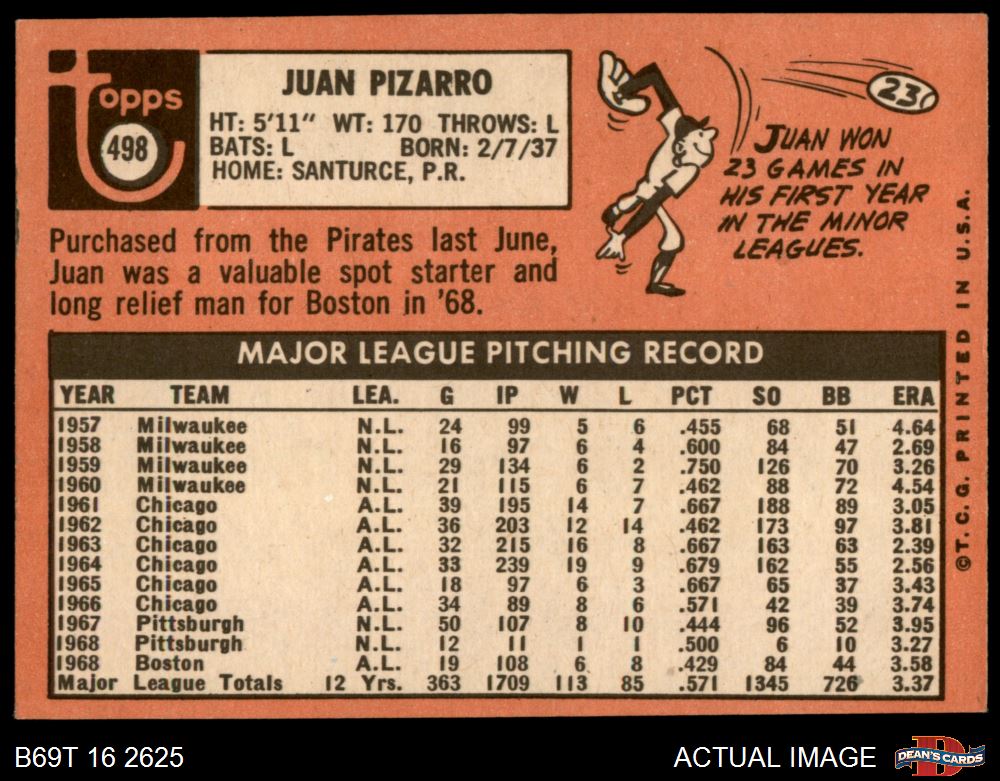 topps
498
JUAN PIZARRO
HT: 5'11" WT: 170 THROWS: L
BATS: L BORN: 2/7/37
HOME: SANTURCE, P.R.
23
JUAN WON
23 GAMES IN
HIS FIRST YEAR
IN THE MINOR
LEAGUES.
Purchased from the Pirates last June,
Juan was a valuable spot starter and
long relief man for Boston in '68.
MAJOR LEAGUE PITCHING RECORD
YEAR TEAM LEA. G IP W L PCT SO BB ERA
1957 Milwaukee N.L. 24 99 5 6 .455 68 51 4.64
1958 Milwaukee N.L. 16 97 6 4 .600 84 47 2.69
1959 Milwaukee N.L. 29 134 6 2 .750 126 70 3.26
1960 Milwaukee N.L. 21 115 6 7 .462 88 72 4.54
1961 Chicago A.L. 39 195 14 7 .667 188 89 3.05
1962 Chicago A.L. 36 203 12 14 .462 173 97 3.81
1963 Chicago A.L. 32 215 16 8 .667 163 63 2.39
1964 Chicago A.L. 33 239 19 9 .679 162 55 2.56
1965 Chicago A.L. 18 97 6 3 .667 65 37 3.43
1966 Chicago A.L. 34 89 8 6 .571 42 39 3.74
1967 Pittsburgh N.L. 50 107 8 10 .444 96 52 3.95
1968 Pittsburgh N.L. 12 11 1 1 .500 6 10 3.27
1968 Boston A.L. 19 108 6 8 .429 84 44 3.58
Major League Totals 12 Yrs. 363 1709 113 85 .571 1345 726 3.37
©T.C.G. PRINTED IN U.S.A.
B69T 16 2625
ACTUAL IMAGE
D
DEAN'S CARDS